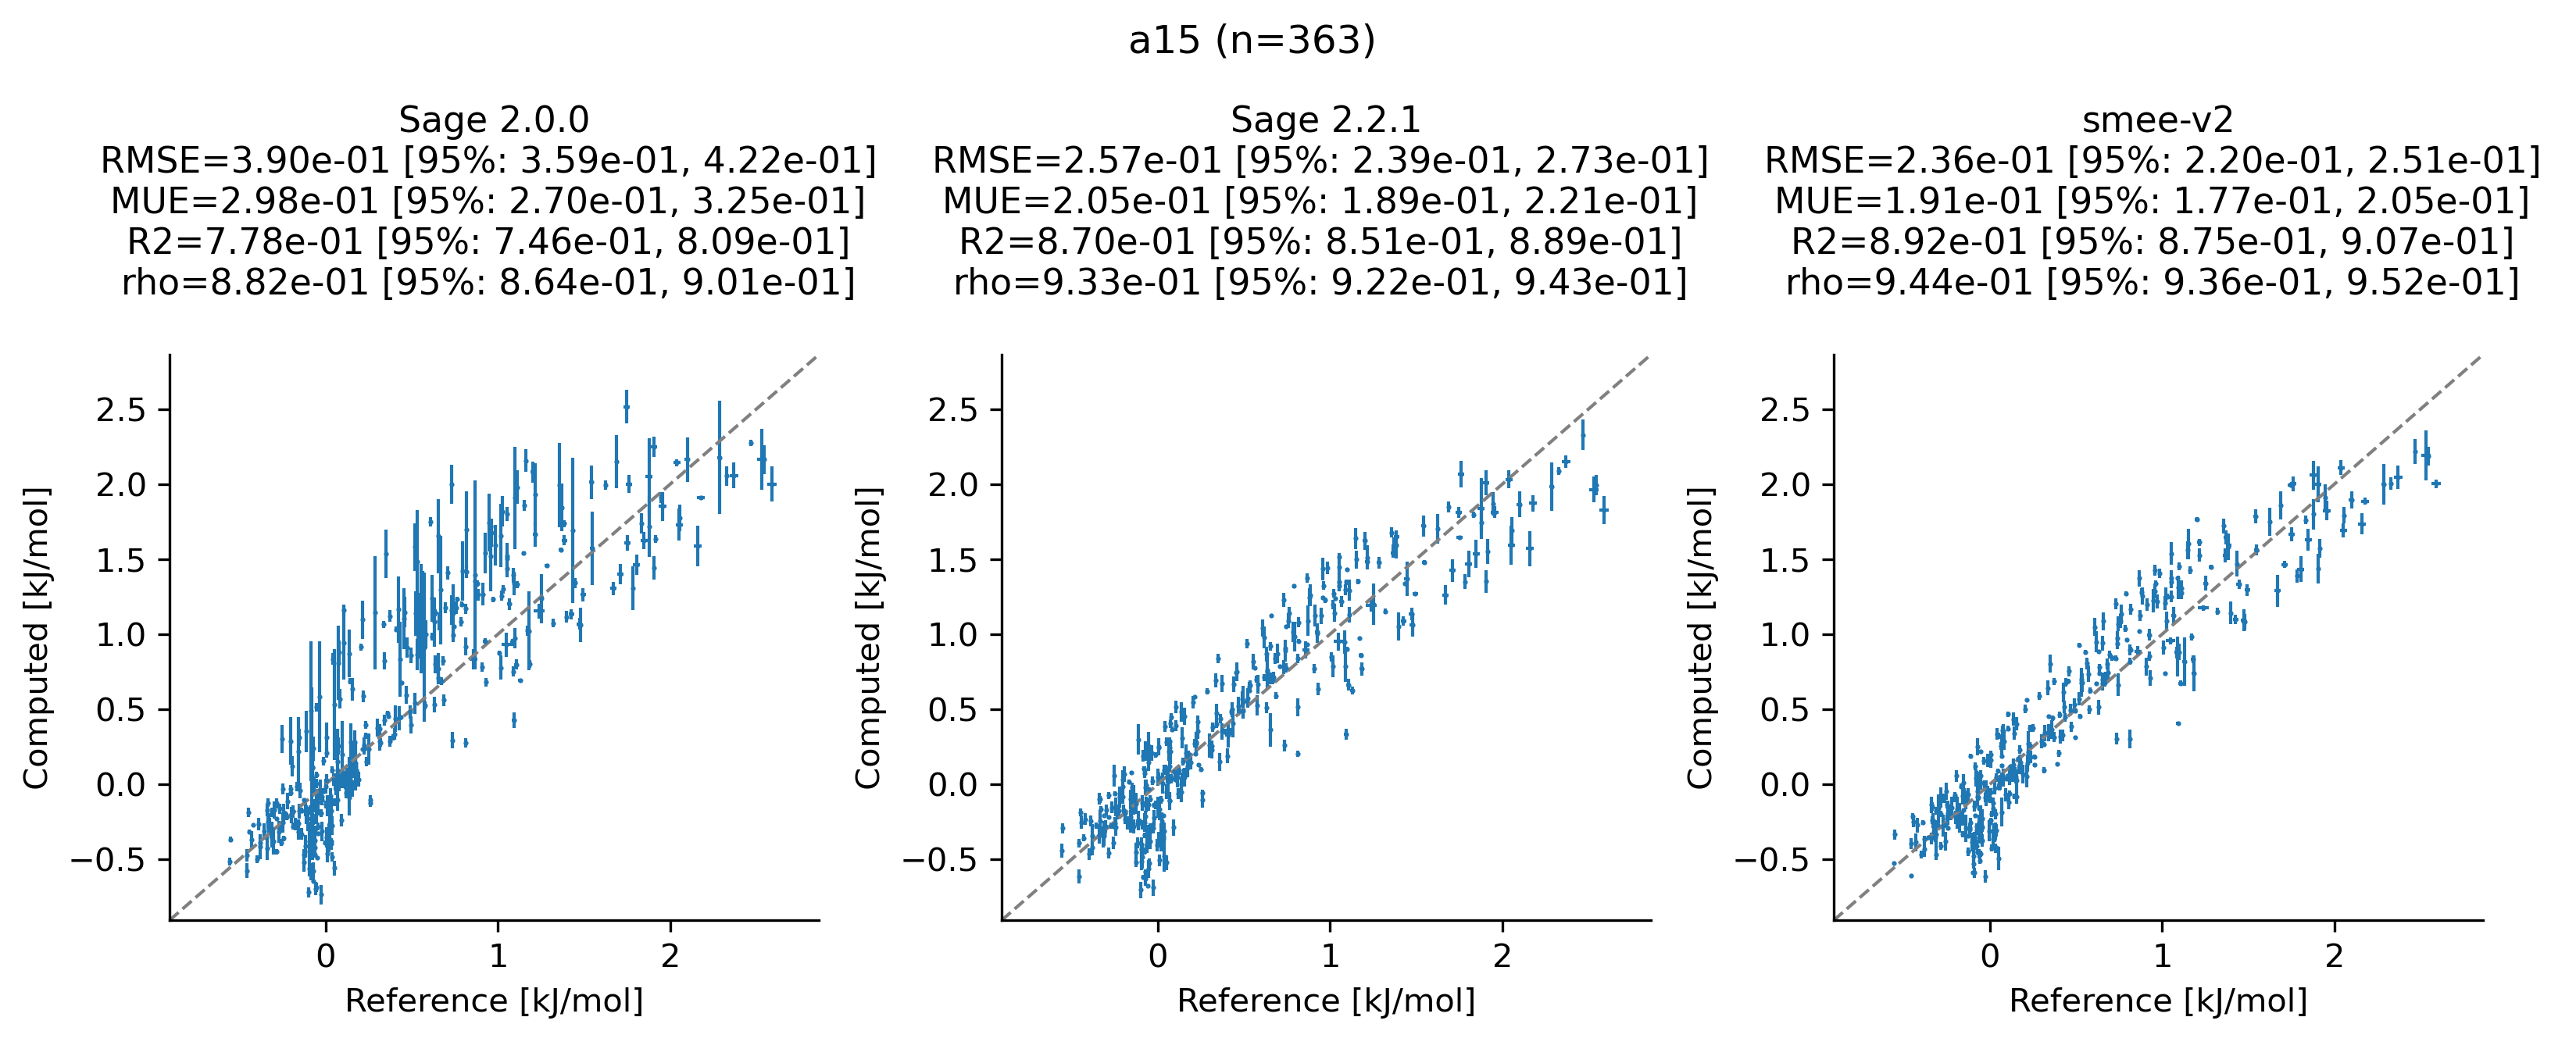 a15 (n=363)
Sage 2.0.0
RMSE=3.90e-01 [95%: 3.59e-01, 4.22e-01]
MUE=2.98e-01 [95%: 2.70e-01, 3.25e-01]
R2=7.78e-01 [95%: 7.46e-01, 8.09e-01]
rho=8.82e-01 [95%: 8.64e-01, 9.01e-01]
Computed [kJ/mol]
2.5
2.0
1.5
1.0
0.5
0.0
−0.5
0 1 2
Reference [kJ/mol]
Sage 2.2.1
RMSE=2.57e-01 [95%: 2.39e-01, 2.73e-01]
MUE=2.05e-01 [95%: 1.89e-01, 2.21e-01]
R2=8.70e-01 [95%: 8.51e-01, 8.89e-01]
rho=9.33e-01 [95%: 9.22e-01, 9.43e-01]
Computed [kJ/mol]
2.5
2.0
1.5
1.0
0.5
0.0
−0.5
0 1 2
Reference [kJ/mol]
smee-v2
RMSE=2.36e-01 [95%: 2.20e-01, 2.51e-01]
MUE=1.91e-01 [95%: 1.77e-01, 2.05e-01]
R2=8.92e-01 [95%: 8.75e-01, 9.07e-01]
rho=9.44e-01 [95%: 9.36e-01, 9.52e-01]
Computed [kJ/mol]
2.5
2.0
1.5
1.0
0.5
0.0
−0.5
0 1 2
Reference [kJ/mol]